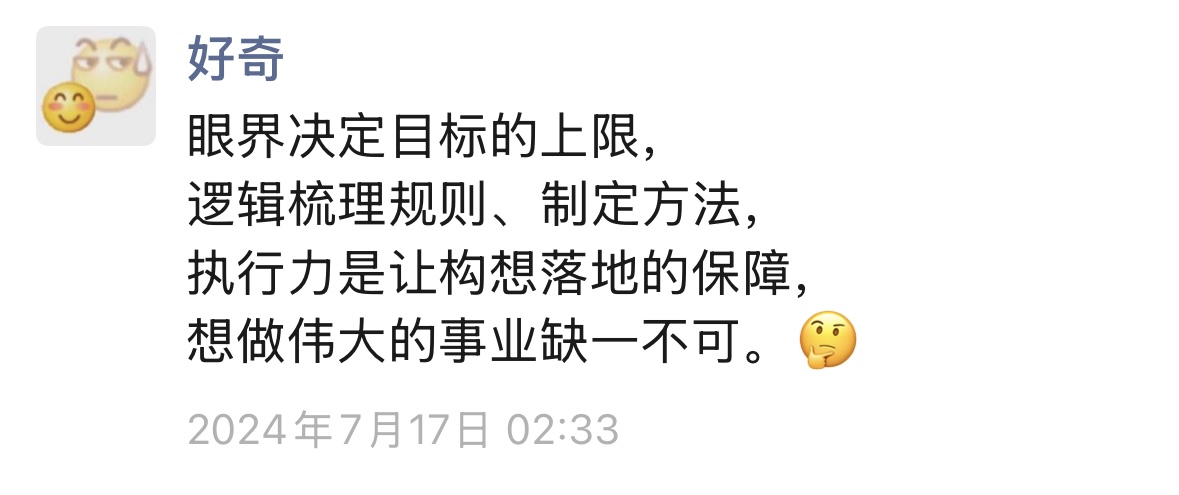 好奇
眼界决定目标的上限，
逻辑梳理规则、制定方法，
执行力是让构想落地的保障，
想做伟大的事业缺一不可。🤔
2024年7月17日 02:33